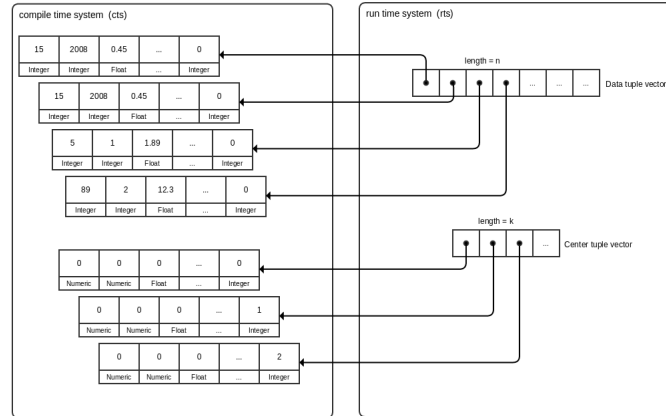 compile time system (cts)
run time system (rts)
15 2008 0.45 ... 0
Integer Integer Float ... Integer
length = n
... ... ...
Data tuple vector
15 2008 0.45 ... 0
Integer Integer Float ... Integer
5 1 1.89 ... 0
Integer Integer Float ... Integer
89 2 12.3 ... 0
Integer Integer Float ... Integer
length = k
...
Center tuple vector
0 0 0 ... 0
Numeric Numeric Float ... Integer
0 0 0 ... 1
Numeric Numeric Float ... Integer
0 0 0 ... 2
Numeric Numeric Float ... Integer